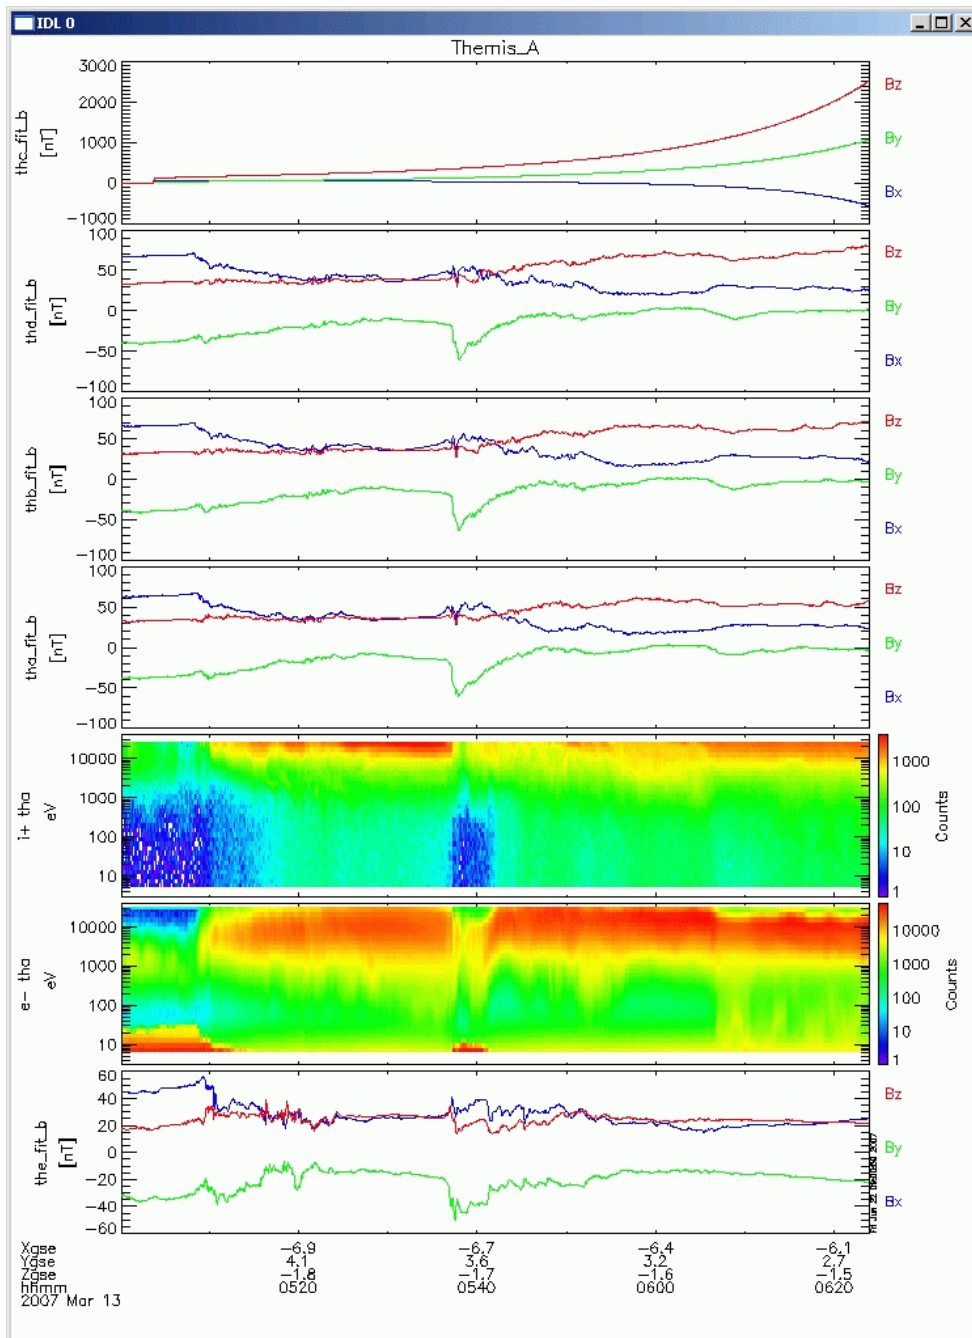 IDL 0
Themis_A
thc_fit_b
[nT]
3000
2000
1000
0
-1000
Bz
By
Bx
thd_fit_b
[nT]
100
50
0
-50
-100
Bz
By
Bx
thb_fit_b
[nT]
100
50
0
-50
-100
Bz
By
Bx
tha_fit_b
[nT]
100
50
0
-50
-100
Bz
By
Bx
i+ tha
eV
10000
1000
100
10
1000
100
10
1
Counts
e- tha
eV
10000
1000
100
10
10000
1000
100
10
1
Counts
the_fit_b
[nT]
60
40
20
0
-20
-40
-60
Bz
By
Bx
Xgse -6.9 -6.7 -6.4 -6.1
Ygse 4.1 3.6 3.2 2.7
Zgse -1.8 -1.7 -1.6 -1.5
hhmm 0520 0540 0600 0620
2007 Mar 13